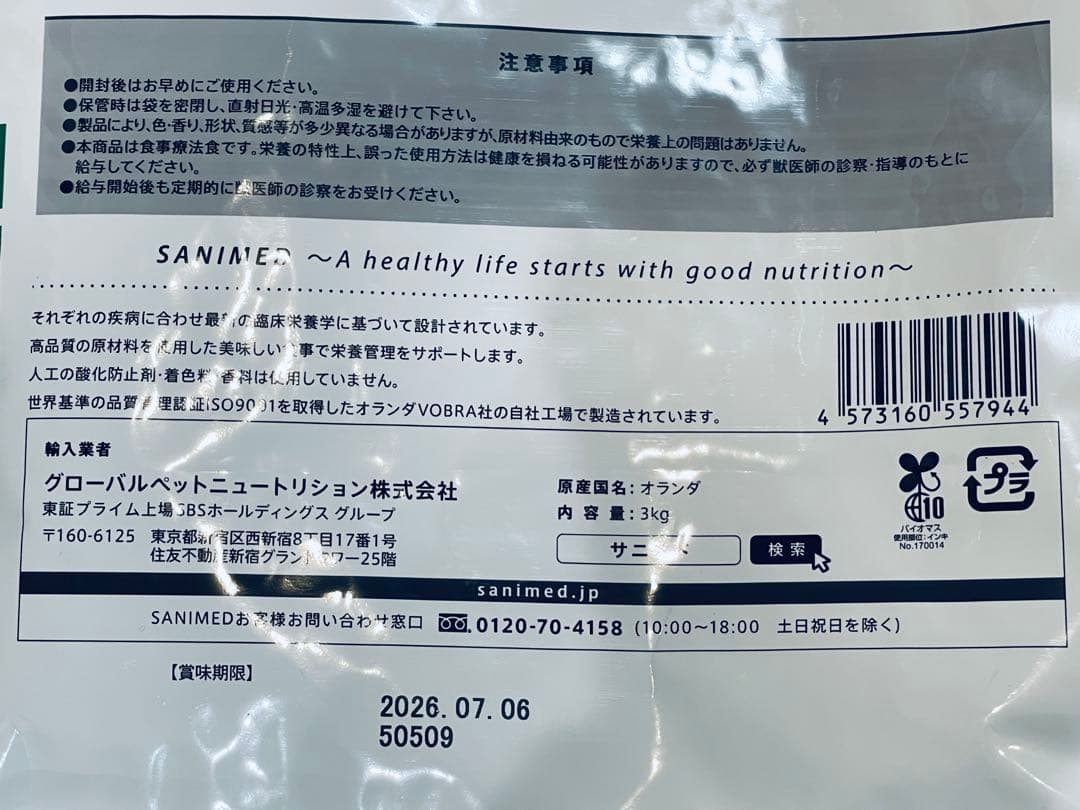 注意事項
●開封後はお早めにご使用ください。
●保管時は袋を密閉し、直射日光・高温多湿を避けて下さい。
●製品により、色・香り、形状、質感等が多少異なる場合がありますが、原材料由来のもので栄養上の問題はありません。
●本商品は食事療法食です。栄養の特性上、誤った使用方法は健康を損ねる可能性がありますので、必ず獣医師の診察・指導のもとに
給与してください。
●給与開始後も定期的に獣医師の診察をお受けください。
SANIMED ～A healthy life starts with good nutrition～
それぞれの疾病に合わせ最新の臨床栄養学に基づいて設計されています。
高品質の原材料を使用した美味しい食事で栄養管理をサポートします。
人工の酸化防止剤・着色料・香料は使用していません。
世界基準の品質管理認証ISO9001を取得したオランダVOBRA社の自社工場で製造されています。
4 573160 557944
輸入業者
グローバルペットニュートリション株式会社
東証プライム上場 SBSホールディングス グループ
〒160-6125 東京都新宿区西新宿8丁目17番1号
住友不動産新宿グランドタワー25階
原産国名：オランダ
内容量：3kg
サニメド 検索
プラ
10
バイオマス
使用部位：インキ
No.170014
sanimed.jp
SANIMEDお客様お問い合わせ窓口 0120-70-4158 (10:00～18:00 土日祝日を除く)
【賞味期限】
2026.07.06
50509